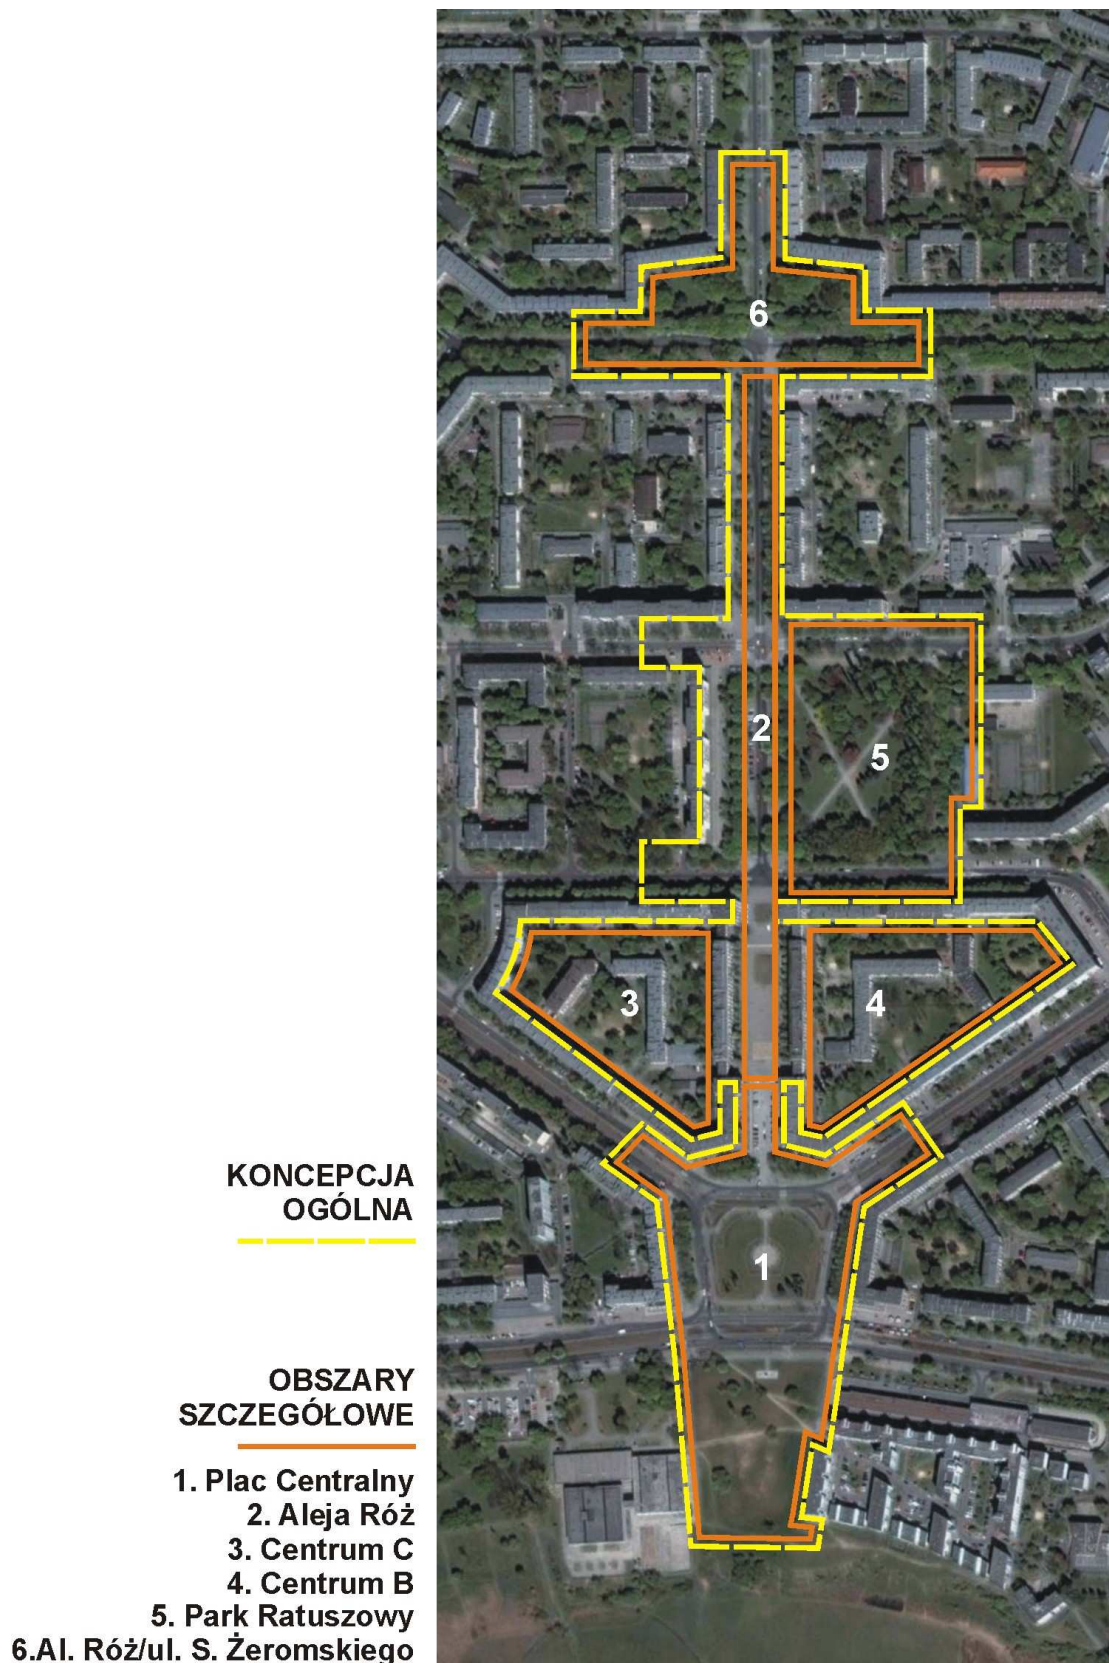 6
2
5
3
4
1
KONCEPCJA
OGÓLNA
OBSZARY
SZCZEGÓŁOWE
1. Plac Centralny
2. Aleja Róż
3. Centrum C
4. Centrum B
5. Park Ratuszowy
6.Al. Róż/ul. S. Żeromskiego